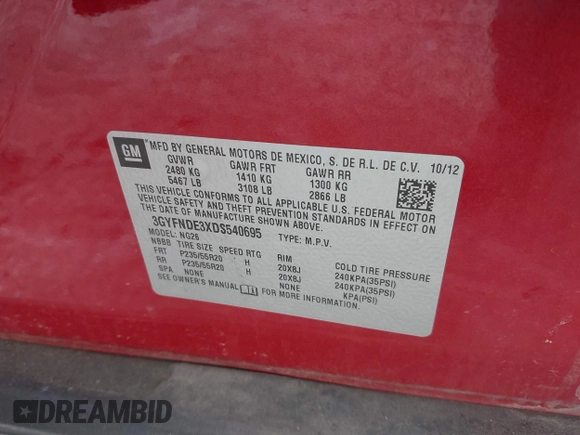 GM
MFD BY GENERAL MOTORS DE MEXICO, S. DE R.L. DE C.V. 10/12
GVWR GAWR FRT GAWR RR
2480 KG 1410 KG 1300 KG
5467 LB 3108 LB 2866 LB
THIS VEHICLE CONFORMS TO ALL APPLICABLE U.S. FEDERAL MOTOR
VEHICLE SAFETY AND THEFT PREVENTION STANDARDS IN EFFECT ON
THE DATE OF MANUFACTURE SHOWN ABOVE.
3GYFNDE3XDS540695 TYPE: M.P.V.
MODEL: NG26
NBBB TIRE SIZE SPEED RTG RIM COLD TIRE PRESSURE
FRT P235/55R20 H 20X8J 240KPA(35PSI)
RR P235/55R20 H 20X8J 240KPA(35PSI)
SPA NONE NONE KPA(PSI)
SEE OWNER'S MANUAL FOR MORE INFORMATION.
DREAMBID